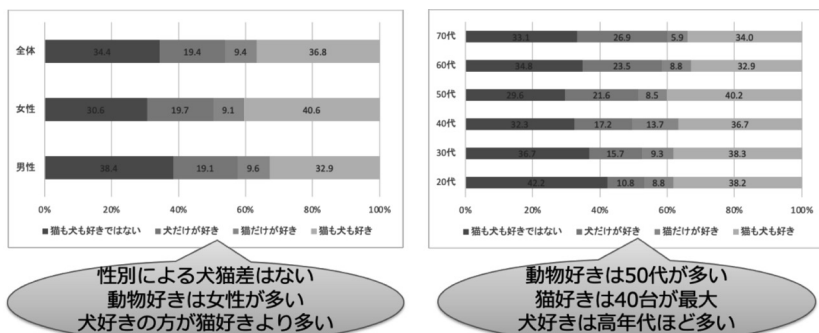 全体 34.4 19.4 9.4 36.8
女性 30.6 19.7 9.1 40.6
男性 38.4 19.1 9.6 32.9
0% 20% 40% 60% 80% 100%
■猫も犬も好きではない ■犬だけが好き ■猫だけが好き ■猫も犬も好き
性別による犬猫差はない
動物好きは女性が多い
犬好きの方が猫好きより多い
70代 33.1 26.9 5.9 34.0
60代 34.8 23.5 8.8 32.9
50代 29.6 21.6 8.5 40.2
40代 32.3 17.2 13.7 36.7
30代 36.7 15.7 9.3 38.3
20代 42.2 10.8 8.8 38.2
0% 20% 40% 60% 80% 100%
■猫も犬も好きではない ■犬だけが好き ■猫だけが好き ■猫も犬も好き
動物好きは50代が多い
猫好きは40台が最大
犬好きは高年代ほど多い